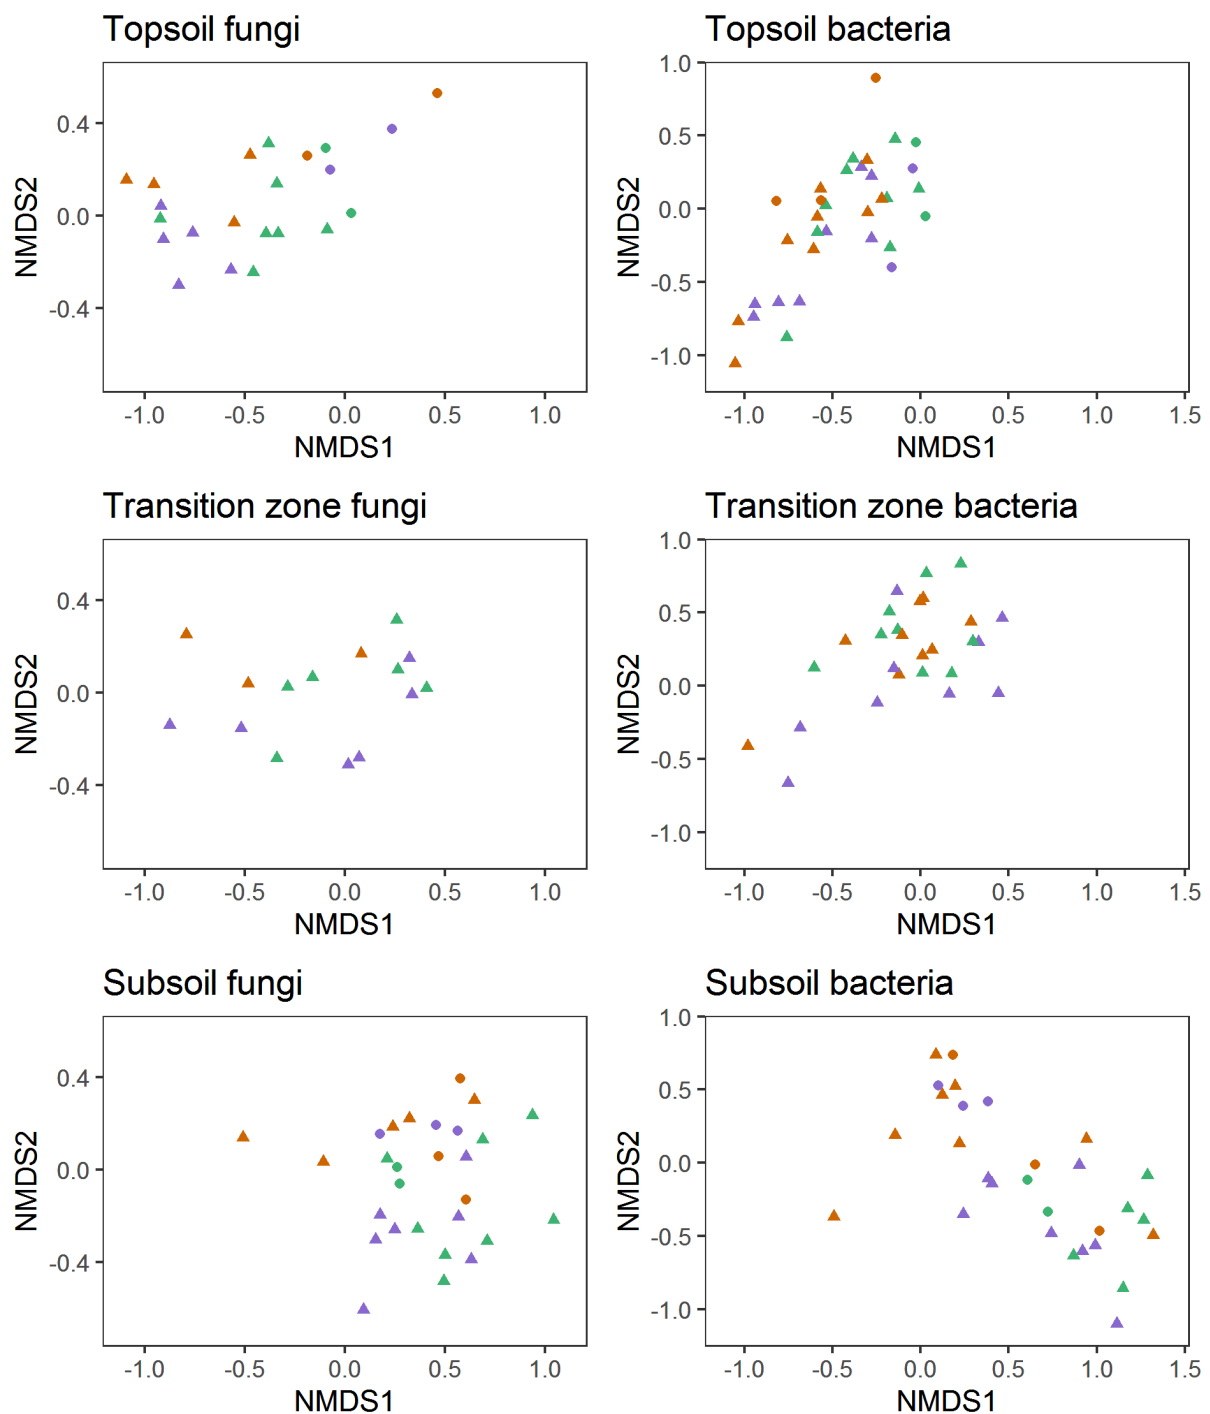 Topsoil fungi
NMDS2
0.4
0.0
-0.4
-1.0 -0.5 0.0 0.5 1.0
NMDS1
Topsoil bacteria
NMDS2
1.0
0.5
0.0
-0.5
-1.0
-1.0 -0.5 0.0 0.5 1.0 1.5
NMDS1
Transition zone fungi
NMDS2
0.4
0.0
-0.4
-1.0 -0.5 0.0 0.5 1.0
NMDS1
Transition zone bacteria
NMDS2
1.0
0.5
0.0
-0.5
-1.0
-1.0 -0.5 0.0 0.5 1.0 1.5
NMDS1
Subsoil fungi
NMDS2
0.4
0.0
-0.4
-1.0 -0.5 0.0 0.5 1.0
NMDS1
Subsoil bacteria
NMDS2
1.0
0.5
0.0
-0.5
-1.0
-1.0 -0.5 0.0 0.5 1.0 1.5
NMDS1